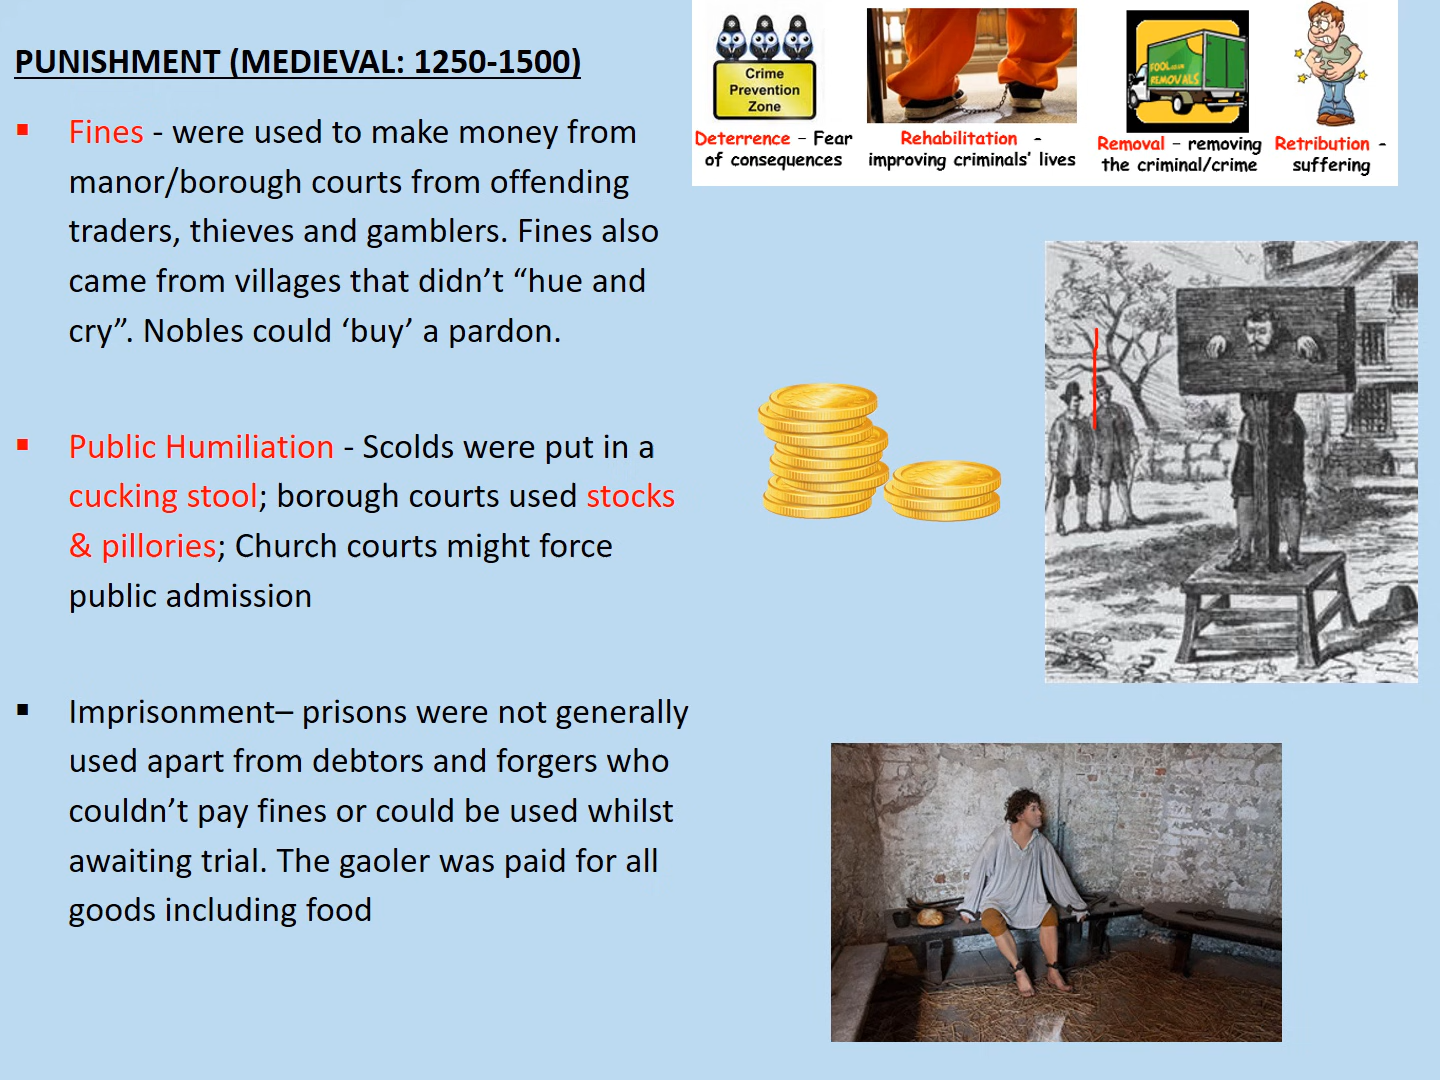 PUNISHMENT (MEDIEVAL: 1250-1500)
Fines - were used to make money from
manor/borough courts from offending
traders, thieves and gamblers. Fines also
came from villages that didn’t “hue and
cry”. Nobles could ‘buy’ a pardon.
Public Humiliation - Scolds were put in a
cucking stool; borough courts used stocks
& pillories; Church courts might force
public admission
Imprisonment– prisons were not generally
used apart from debtors and forgers who
couldn’t pay fines or could be used whilst
awaiting trial. The gaoler was paid for all
goods including food
Crime
Prevention
Zone
Deterrence – Fear
of consequences
Rehabilitation -
improving criminals’ lives
FOOL.co.uk
REMOVALS
Removal – removing
the criminal/crime
Retribution -
suffering